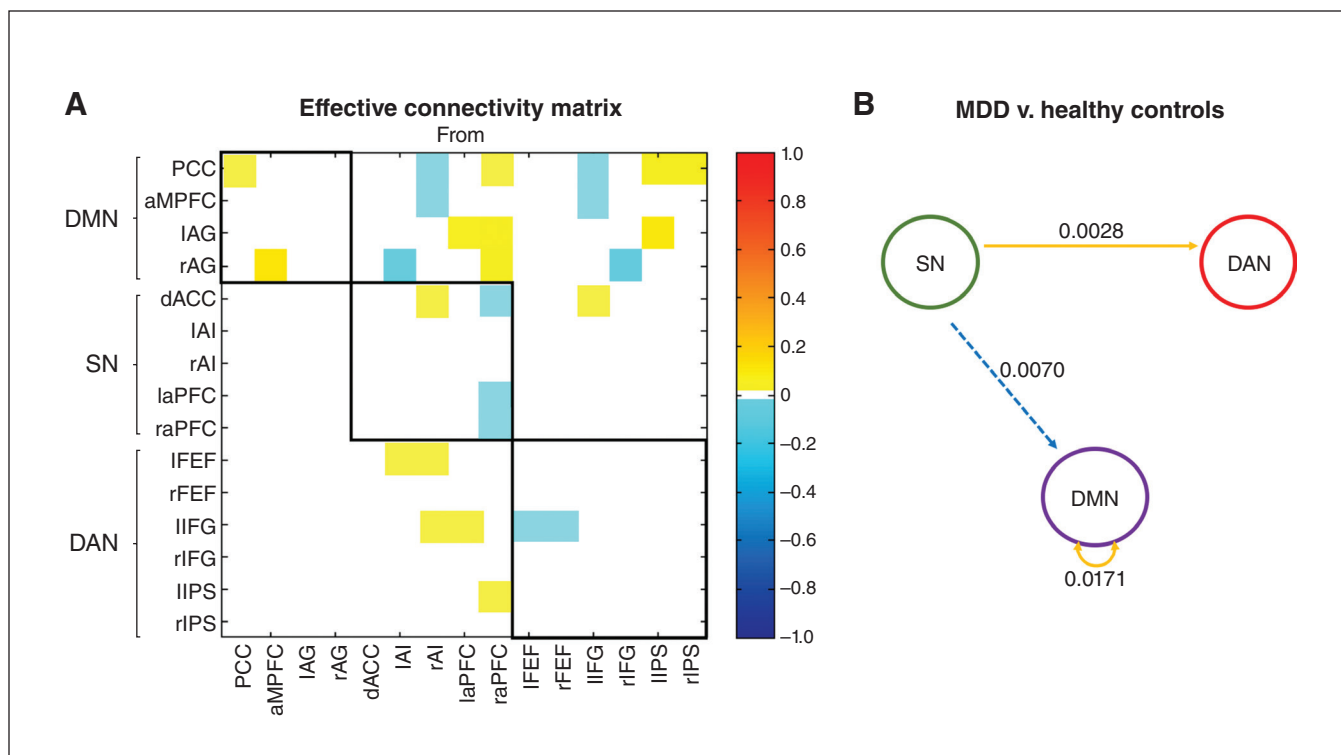 A
Effective connectivity matrix
From
DMN
PCC
aMPFC
lAG
rAG
SN
dACC
lAI
rAI
laPFC
raPFC
DAN
lFEF
rFEF
lIFG
rIFG
lIPS
rIPS
PCC
aMPFC
lAG
rAG
dACC
lAI
rAI
laPFC
raPFC
lFEF
rFEF
lIFG
rIFG
lIPS
rIPS
1.0
0.8
0.6
0.4
0.2
0
−0.2
−0.4
−0.6
−0.8
−1.0
B
MDD v. healthy controls
SN
0.0028
DAN
0.0070
DMN
0.0171